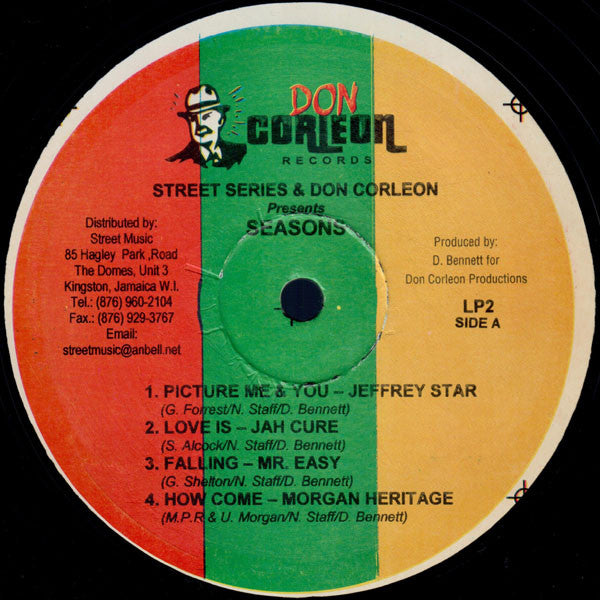 DON
CORLEON
RECORDS
STREET SERIES & DON CORLEON
Presents
SEASONS
Distributed by:
Street Music
85 Hagley Park ,Road
The Domes, Unit 3
Kingston, Jamaica W.I.
Tel.: (876) 960-2104
Fax.: (876) 929-3767
Email:
streetmusic@anbell.net
Produced by:
D. Bennett for
Don Corleon Productions
LP2
SIDE A
1. PICTURE ME & YOU – JEFFREY STAR
(G. Forrest/N. Staff/D. Bennett)
2. LOVE IS – JAH CURE
(S. Alcock/N. Staff/D. Bennett)
3. FALLING – MR. EASY
(G. Shelton/N. Staff/D. Bennett)
4. HOW COME – MORGAN HERITAGE
(M.P.R & U. Morgan/N. Staff/D. Bennett)